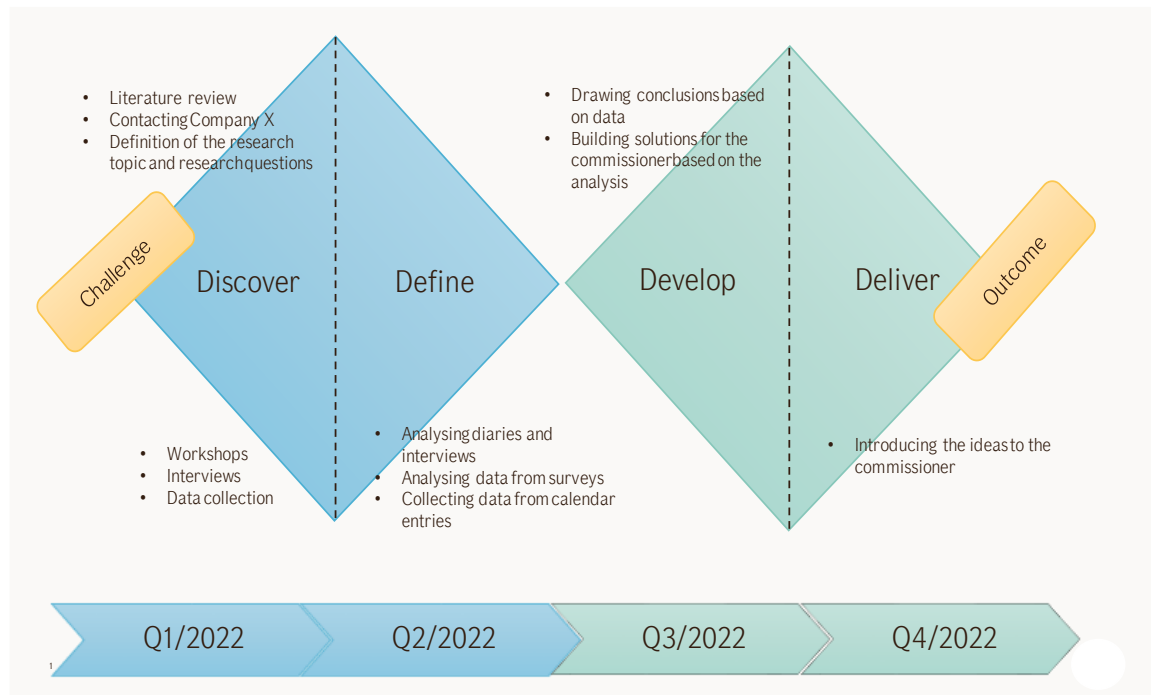 • Literature review
• Contacting Company X
• Definition of the research
topic and research questions
• Drawing conclusions based
on data
• Building solutions for the
commissioner based on the
analysis
Challenge
Discover
Define
Develop
Deliver
Outcome
• Workshops
• Interviews
• Data collection
• Analysing diaries and
interviews
• Analysing data from surveys
• Collecting data from calendar
entries
• Introducing the ideas to the
commissioner
Q1/2022
Q2/2022
Q3/2022
Q4/2022
1